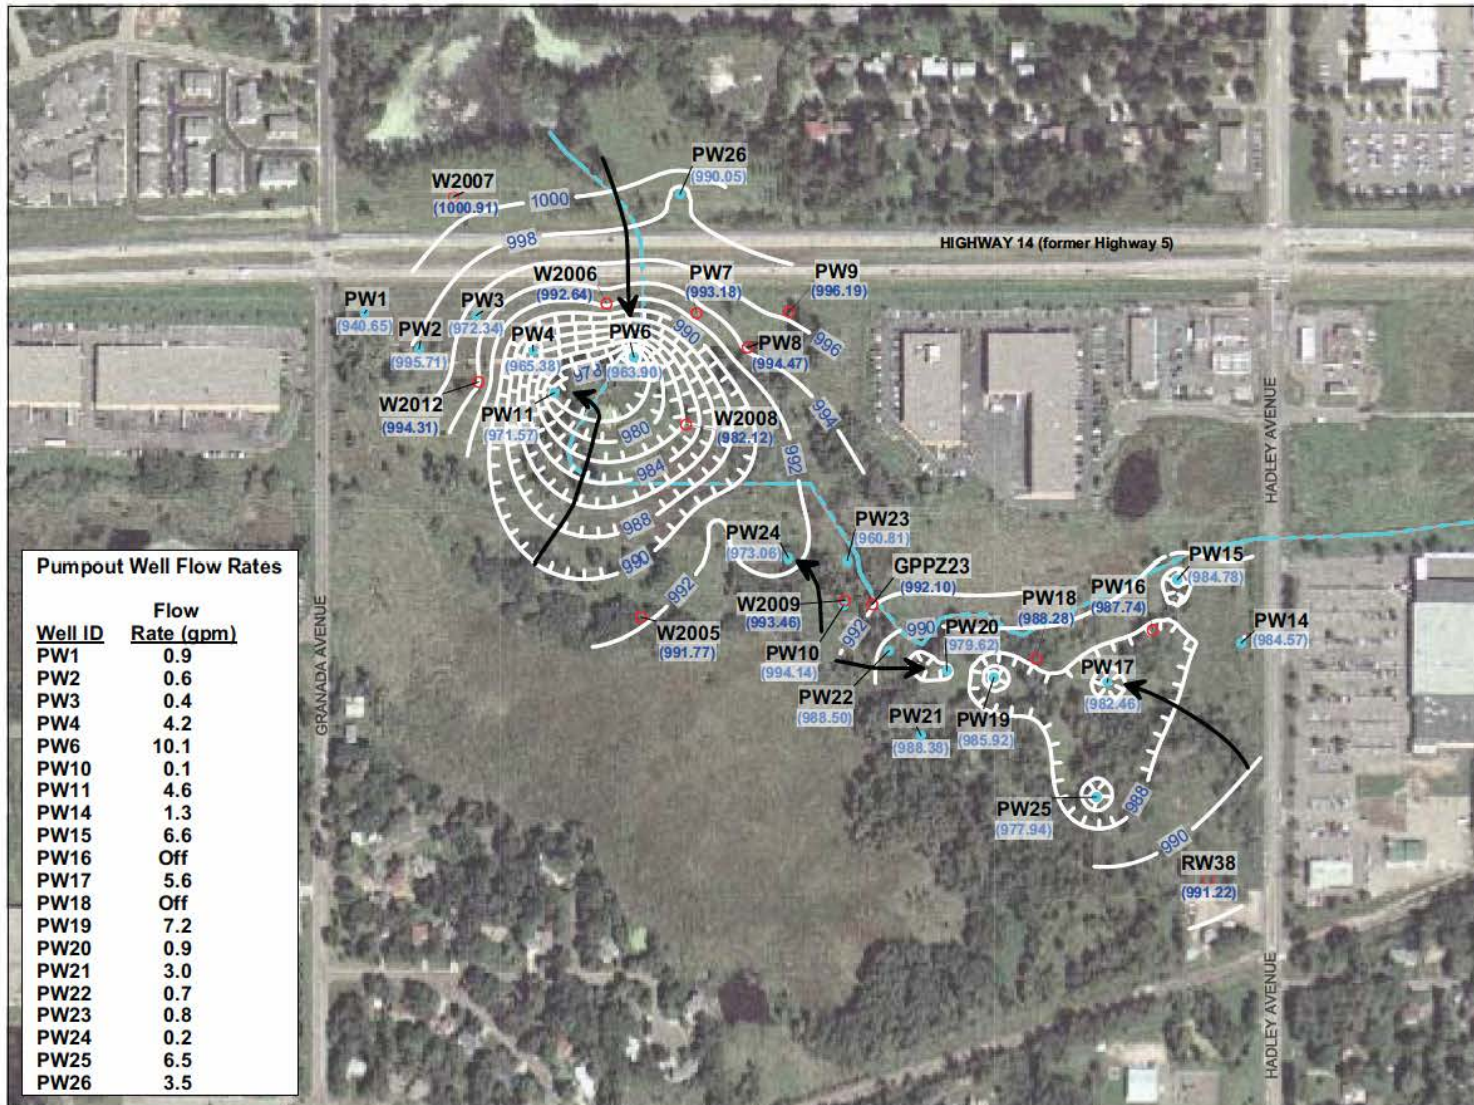 PW26
(990.05)
W2007
(1000.91)
1000
998
HIGHWAY 14 (former Highway 5)
W2006
(992.64)
PW7
(993.18)
PW9
(996.19)
PW1
(940.65)
PW3
(972.34)
PW2
(995.71)
PW4
(965.38)
PW6
(963.90)
990
PW8
(994.47)
996
978
W2012
(994.31)
PW11
(971.57)
980
W2008
(982.12)
994
984
992
988
990
HADLEY AVENUE
PW24
(973.06)
PW23
(960.81)
GPPZ23
(992.10)
PW15
(984.78)
PW16
(987.74)
PW18
(988.28)
992
W2009
(993.46)
992
990
PW20
(979.62)
PW14
(984.57)
W2005
(991.77)
PW10
(994.14)
PW17
(982.46)
PW22
(988.50)
PW21
(988.38)
PW19
(985.92)
PW25
(977.94)
988
990
RW38
(991.22)
GRANADA AVENUE
HADLEY AVENUE
Pumpout Well Flow Rates
Flow
Well ID Rate (gpm)
PW1 0.9
PW2 0.6
PW3 0.4
PW4 4.2
PW6 10.1
PW10 0.1
PW11 4.6
PW14 1.3
PW15 6.6
PW16 Off
PW17 5.6
PW18 Off
PW19 7.2
PW20 0.9
PW21 3.0
PW22 0.7
PW23 0.8
PW24 0.2
PW25 6.5
PW26 3.5